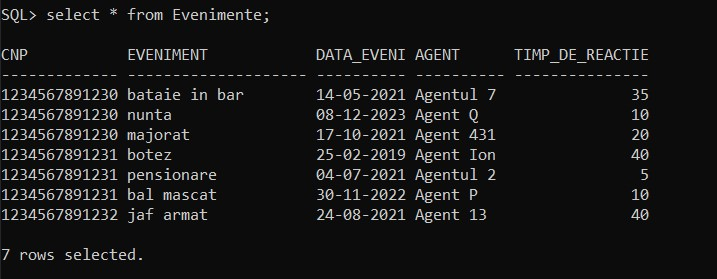 SQL> select * from Evenimente;
CNP EVENIMENT DATA_EVENI AGENT TIMP_DE_REACTIE
------------- -------------------- ---------- ---------- ---------------
1234567891230 bataie in bar 14-05-2021 Agentul 7 35
1234567891230 nunta 08-12-2023 Agent Q 10
1234567891230 majorat 17-10-2021 Agent 431 20
1234567891231 botez 25-02-2019 Agent Ion 40
1234567891231 pensionare 04-07-2021 Agentul 2 5
1234567891231 bal mascat 30-11-2022 Agent P 10
1234567891232 jaf armat 24-08-2021 Agent 13 40
7 rows selected.